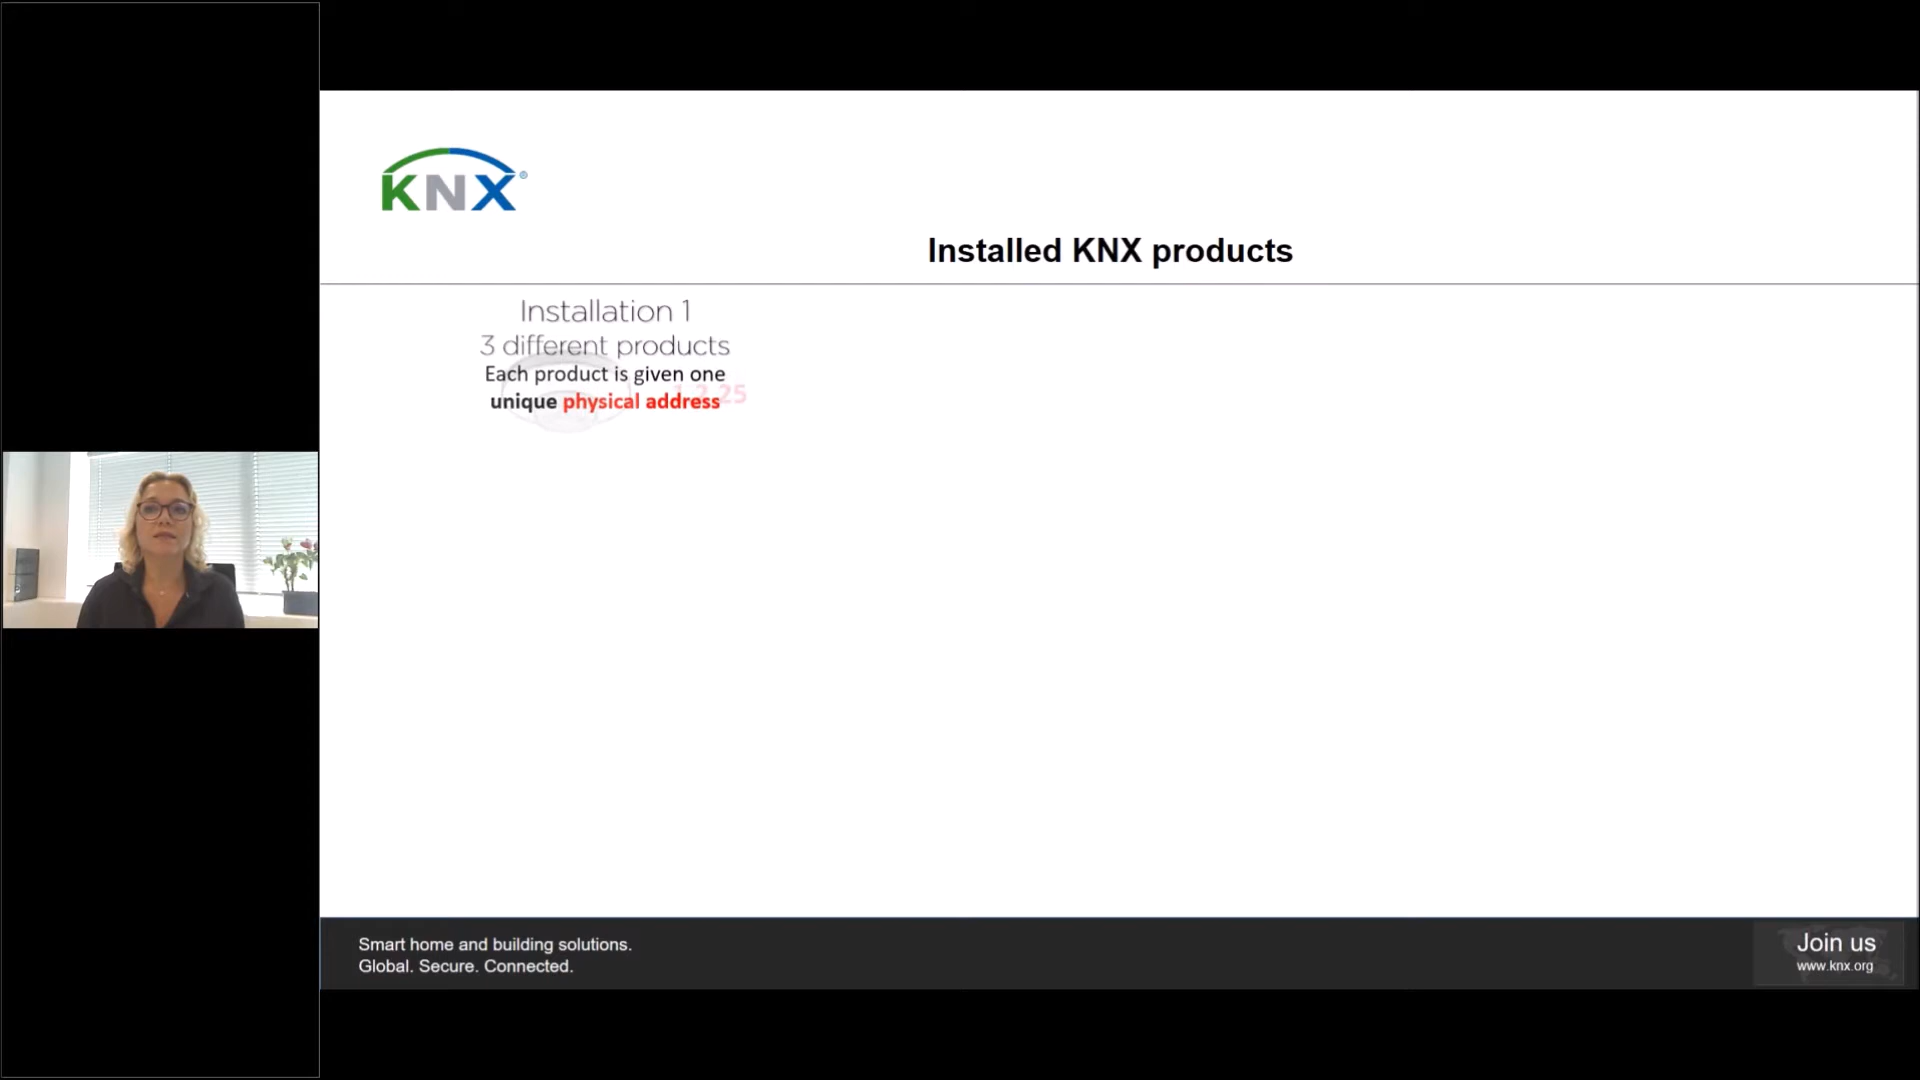 KNX®
Installed KNX products
Installation 1
3 different products
Each product is given one
unique physical address
Smart home and building solutions.
Global. Secure. Connected.
Join us
www.knx.org